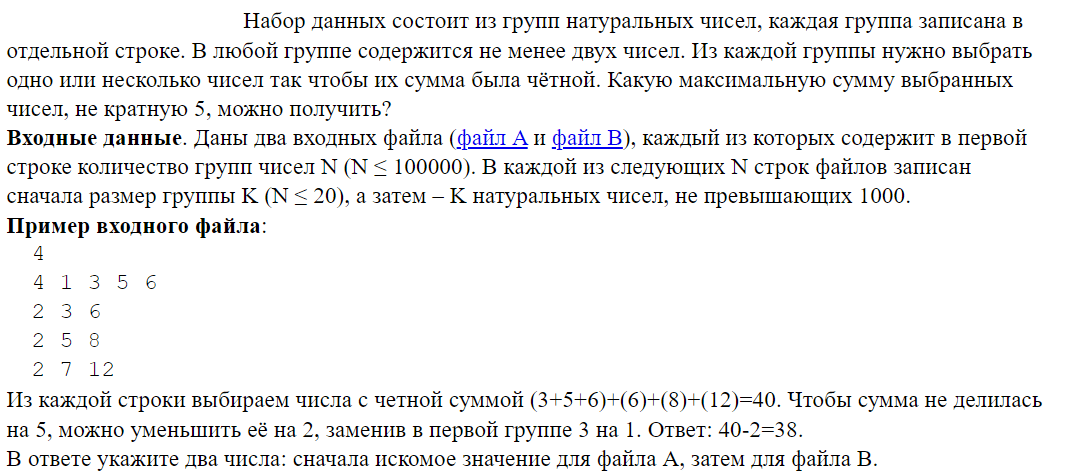 Набор данных состоит из групп натуральных чисел, каждая группа записана в
отдельной строке. В любой группе содержится не менее двух чисел. Из каждой группы нужно выбрать
одно или несколько чисел так чтобы их сумма была чётной. Какую максимальную сумму выбранных
чисел, не кратную 5, можно получить?
Входные данные. Даны два входных файла (файл A и файл B), каждый из которых содержит в первой
строке количество групп чисел N (N ≤ 100000). В каждой из следующих N строк файлов записан
сначала размер группы K (N ≤ 20), а затем – K натуральных чисел, не превышающих 1000.
Пример входного файла:
4
4 1 3 5 6
2 3 6
2 5 8
2 7 12
Из каждой строки выбираем числа с четной суммой (3+5+6)+(6)+(8)+(12)=40. Чтобы сумма не делилась
на 5, можно уменьшить её на 2, заменив в первой группе 3 на 1. Ответ: 40-2=38.
В ответе укажите два числа: сначала искомое значение для файла А, затем для файла B.